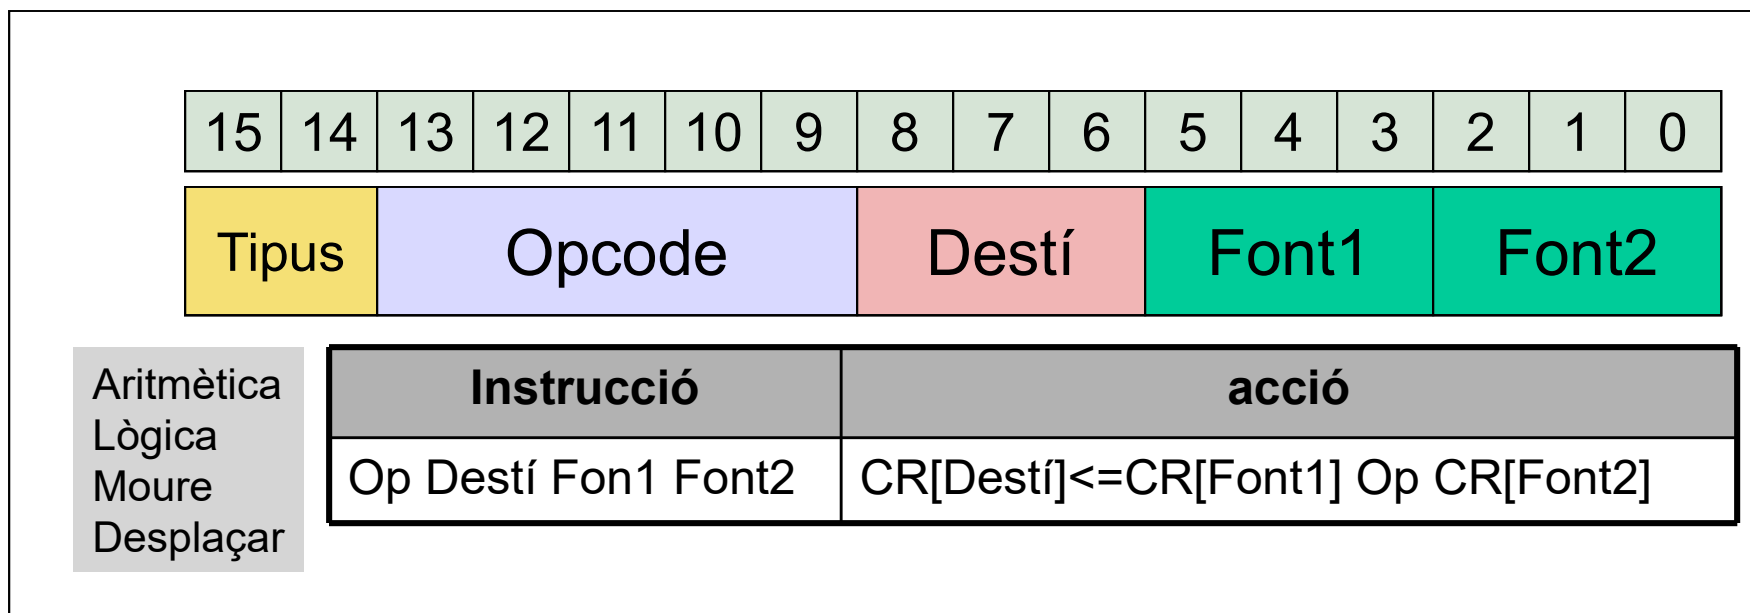 15 14 13 12 11 10 9 8 7 6 5 4 3 2 1 0
Tipus Opcode Destí Font1 Font2
Aritmètica
Lògica
Moure
Desplaçar
Instrucció acció
Op Destí Fon1 Font2 CR[Destí]<=CR[Font1] Op CR[Font2]